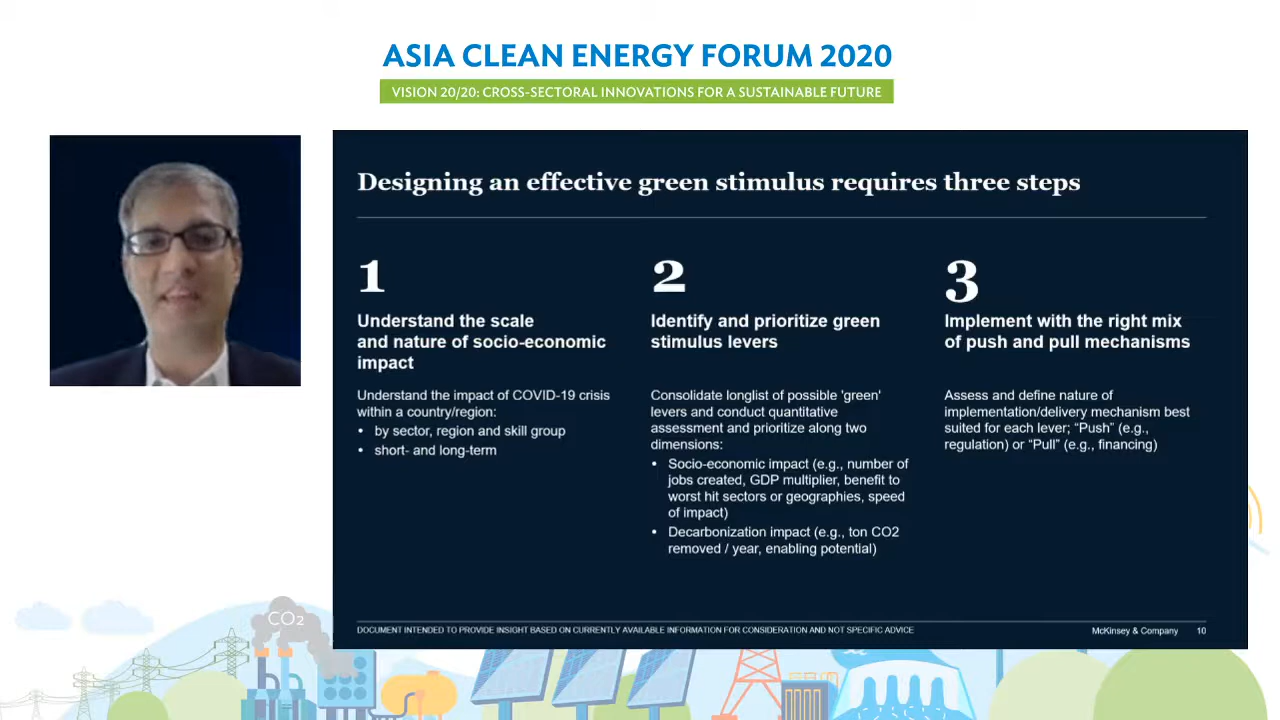 ASIA CLEAN ENERGY FORUM 2020
VISION 20/20: CROSS-SECTORAL INNOVATIONS FOR A SUSTAINABLE FUTURE
Designing an effective green stimulus requires three steps
1
Understand the scale
and nature of socio-economic
impact
Understand the impact of COVID-19 crisis
within a country/region:
• by sector, region and skill group
• short- and long-term
2
Identify and prioritize green
stimulus levers
Consolidate longlist of possible 'green'
levers and conduct quantitative
assessment and prioritize along two
dimensions:
• Socio-economic impact (e.g., number of
jobs created, GDP multiplier, benefit to
worst hit sectors or geographies, speed
of impact)
• Decarbonization impact (e.g., ton CO2
removed / year, enabling potential)
3
Implement with the right mix
of push and pull mechanisms
Assess and define nature of
implementation/delivery mechanism best
suited for each lever; “Push” (e.g.,
regulation) or “Pull” (e.g., financing)
DOCUMENT INTENDED TO PROVIDE INSIGHT BASED ON CURRENTLY AVAILABLE INFORMATION FOR CONSIDERATION AND NOT SPECIFIC ADVICE
McKinsey & Company 10
CO2